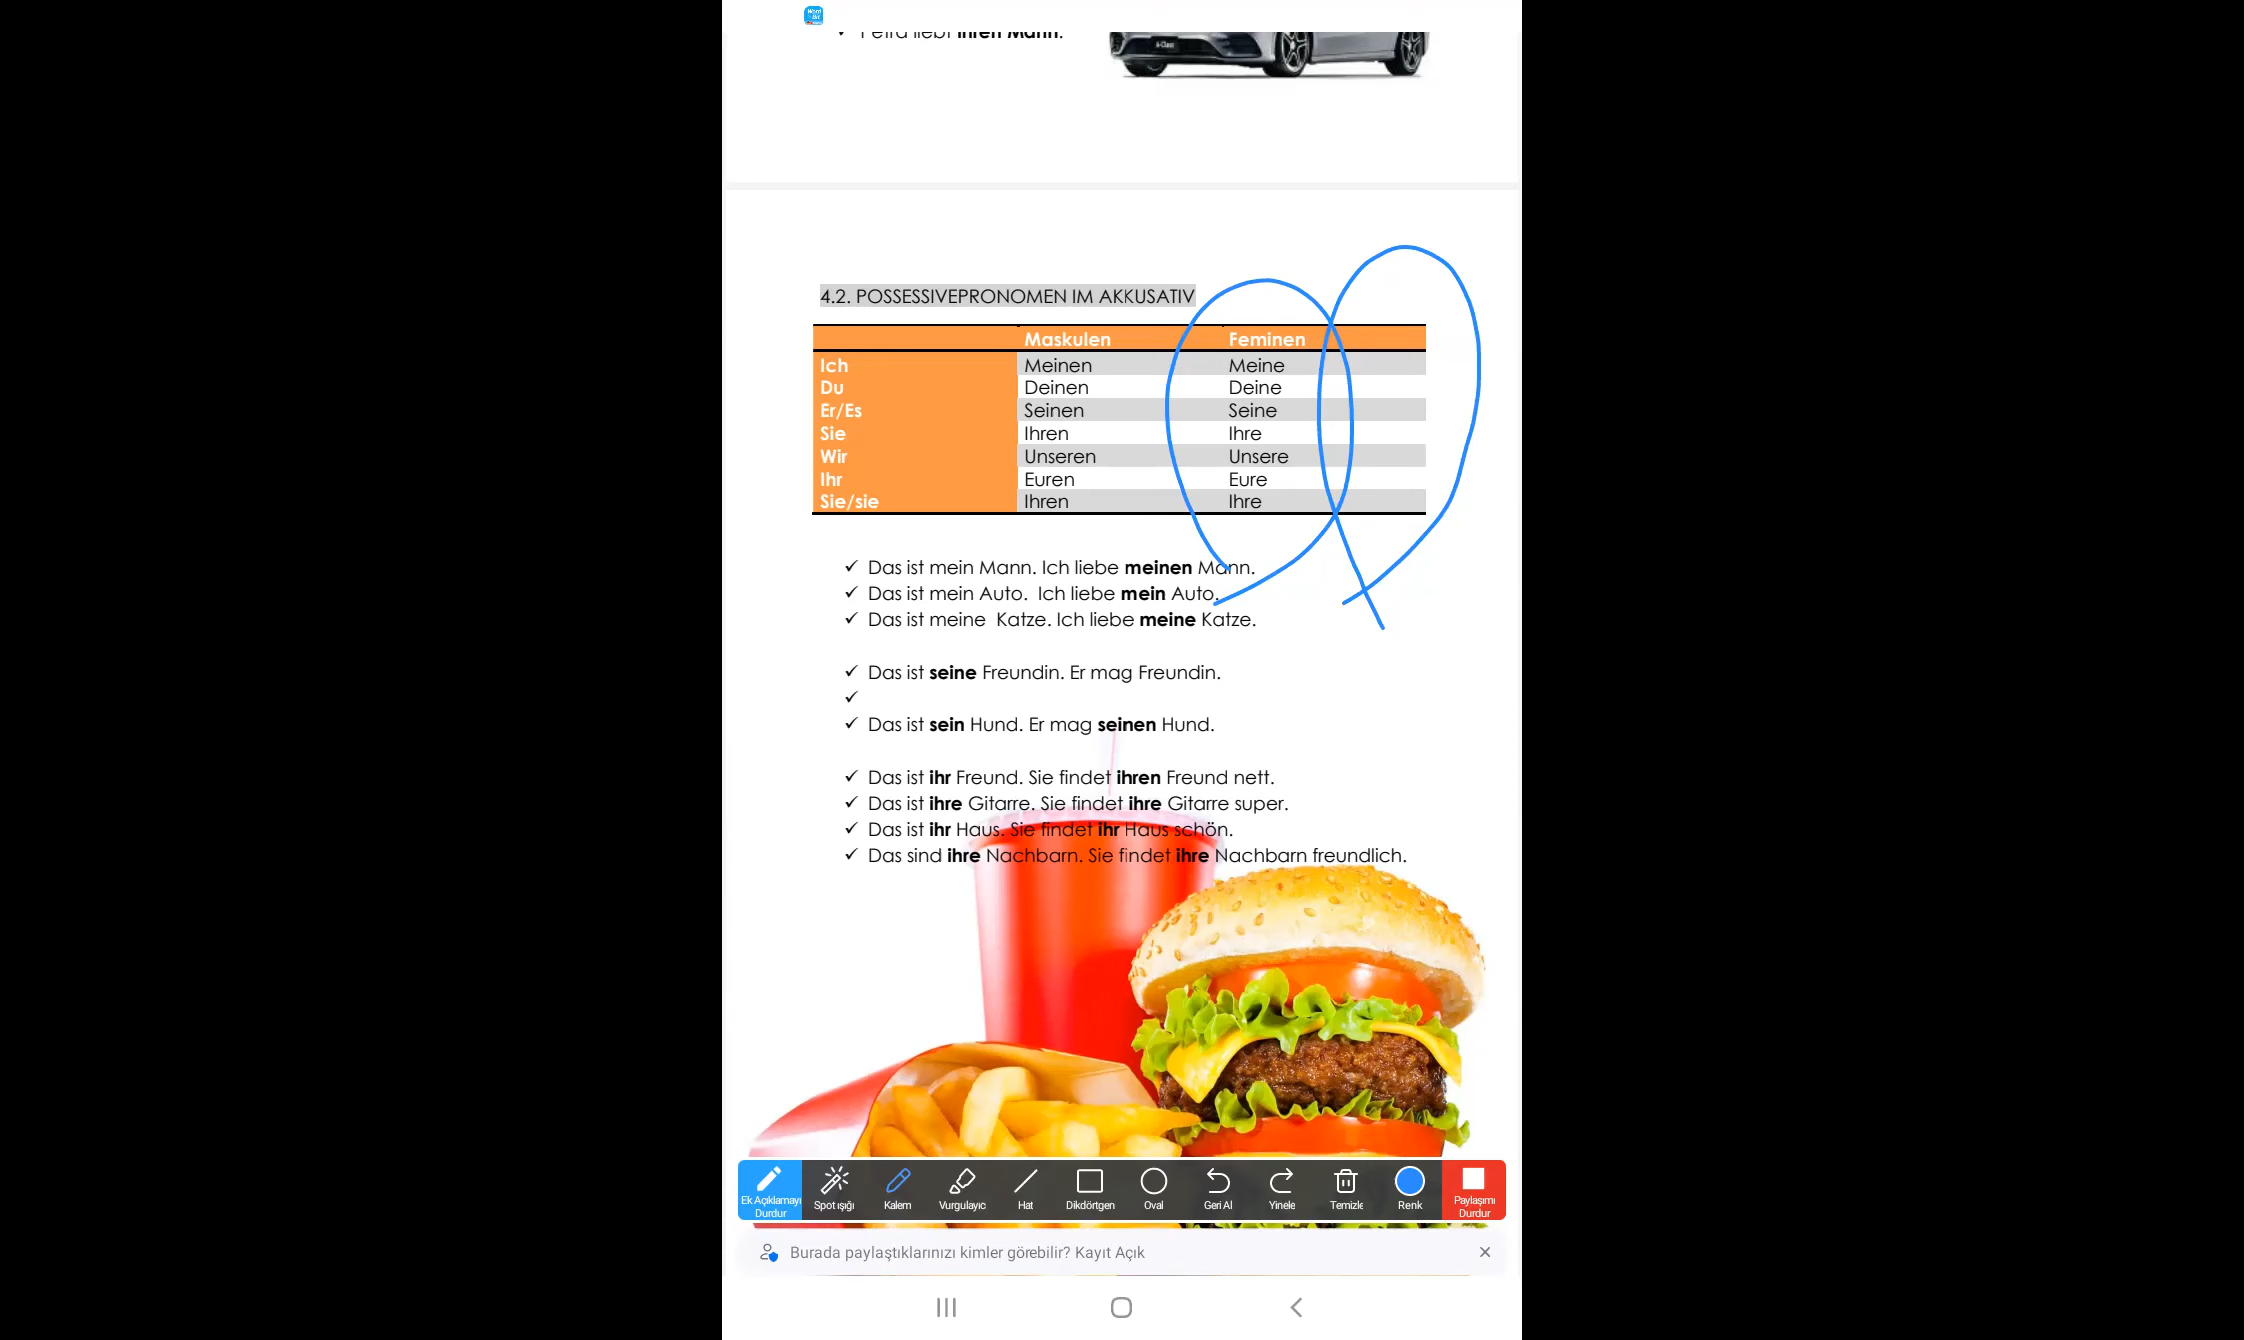 Word Bit
Petra liebt ihren Mann.
A-Class
4.2. POSSESSIVEPRONOMEN IM AKKUSATIV
Maskulen Feminen
Ich Meinen Meine
Du Deinen Deine
Er/Es Seinen Seine
Sie Ihren Ihre
Wir Unseren Unsere
Ihr Euren Eure
Sie/sie Ihren Ihre
✓ Das ist mein Mann. Ich liebe meinen Mann.
✓ Das ist mein Auto. Ich liebe mein Auto.
✓ Das ist meine Katze. Ich liebe meine Katze.
✓ Das ist seine Freundin. Er mag Freundin.
✓
✓ Das ist sein Hund. Er mag seinen Hund.
✓ Das ist ihr Freund. Sie findet ihren Freund nett.
✓ Das ist ihre Gitarre. Sie findet ihre Gitarre super.
✓ Das ist ihr Haus. Sie findet ihr Haus schön.
✓ Das sind ihre Nachbarn. Sie findet ihre Nachbarn freundlich.
Ek Açıklamayı Durdur Spot ışığı Kalem Vurgulayıc Hat Dikdörtgen Oval Geri Al Yinele Temizle Renk Paylaşımı Durdur
Burada paylaştıklarınızı kimler görebilir? Kayıt Açık